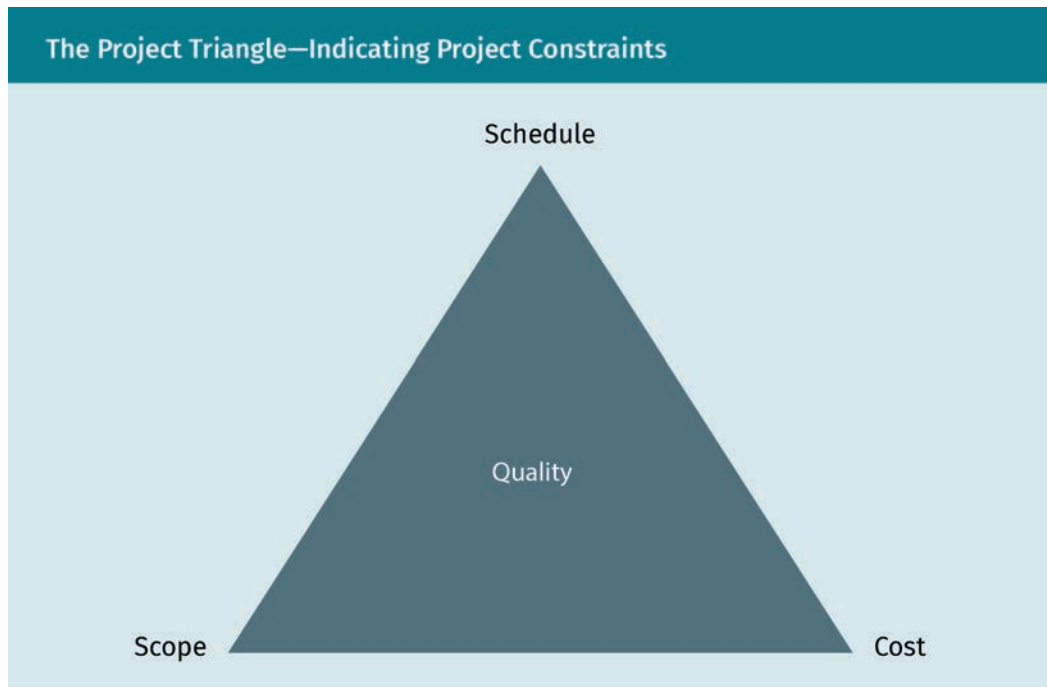 The Project Triangle—Indicating Project Constraints
Schedule
Quality
Scope
Cost